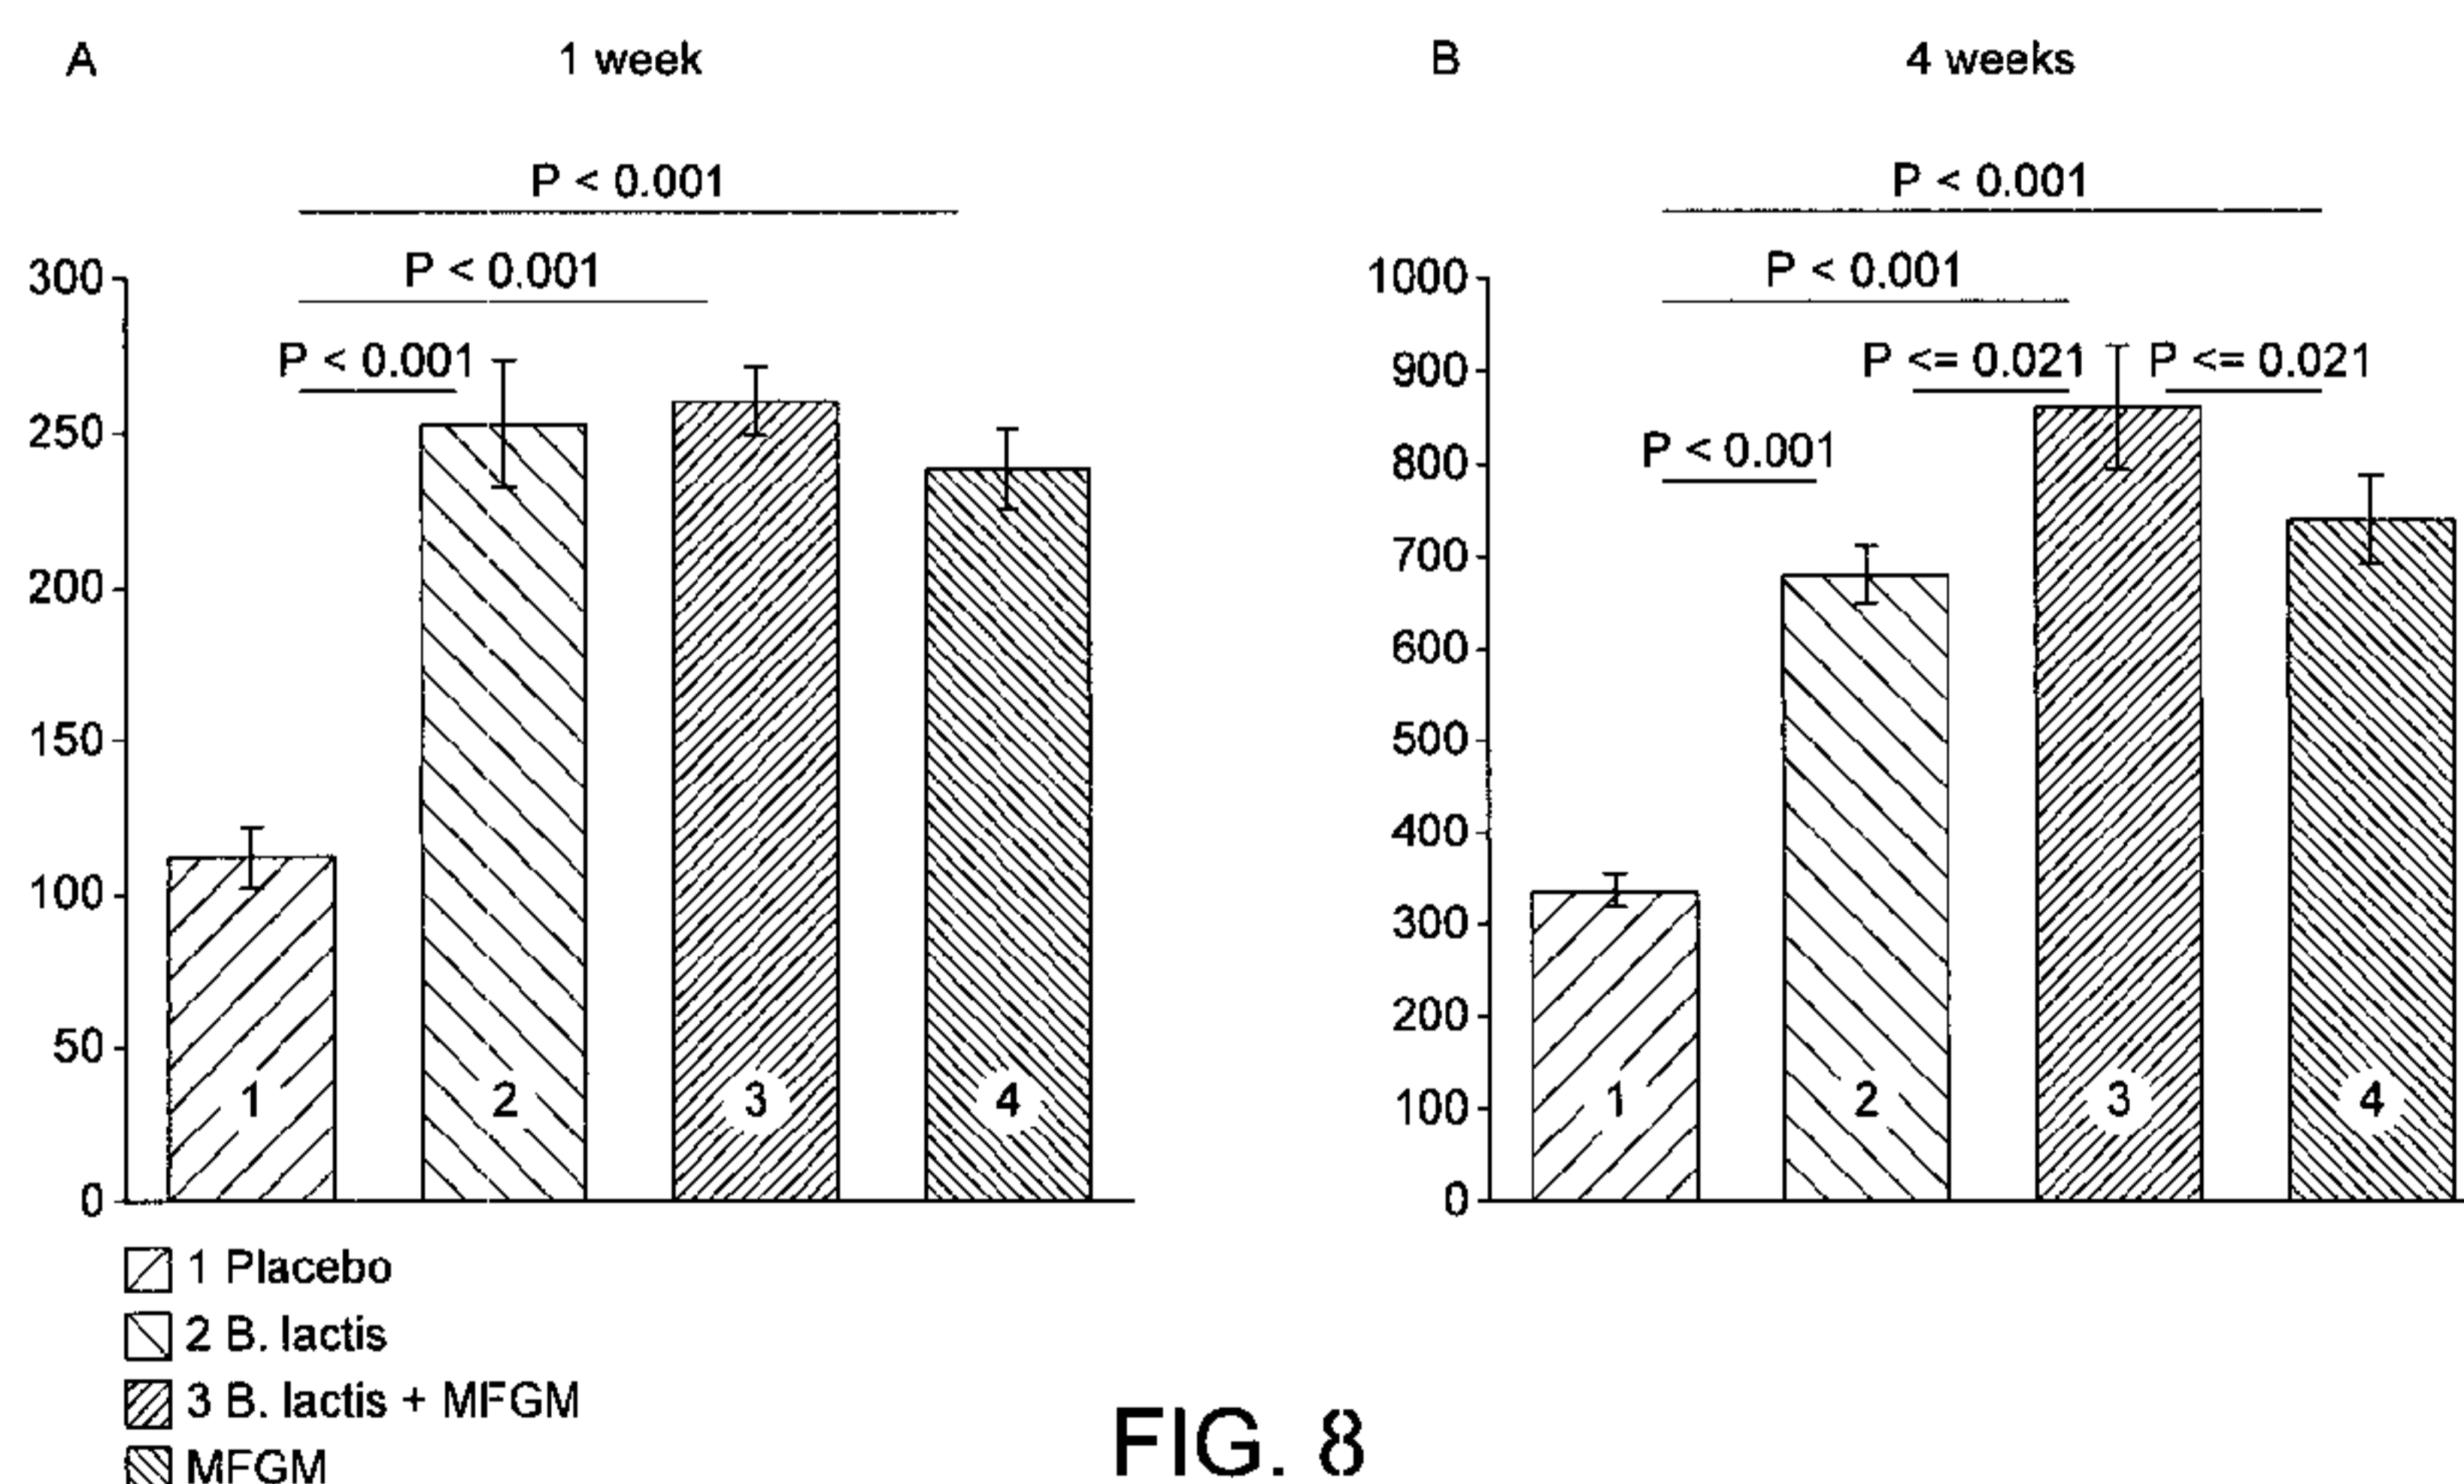 A
1 week
P < 0.001
P < 0.001
P < 0.001
300
250
200
150
100
50
0
1
2
3
4
B
4 weeks
P < 0.001
P < 0.001
P <= 0.021
P <= 0.021
P < 0.001
1000
900
800
700
600
500
400
300
200
100
0
1
2
3
4
1 Placebo
2 B. lactis
3 B. lactis + MFGM
MFGM
FIG. 8